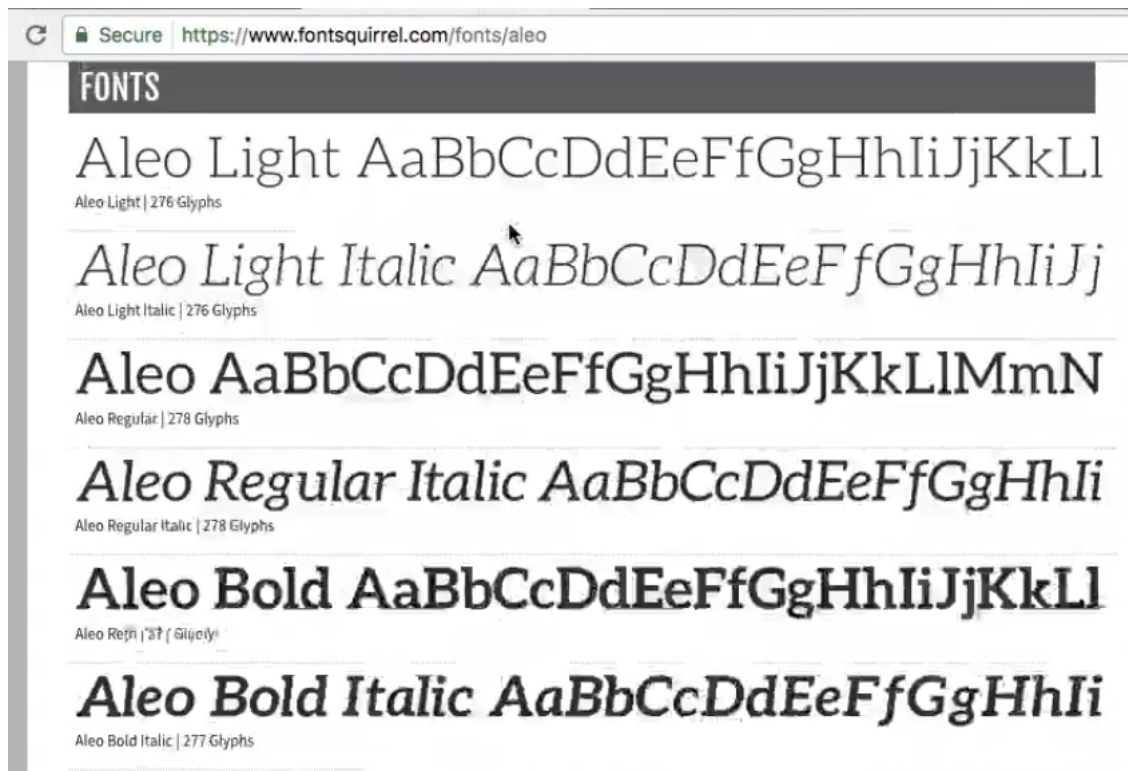 Secure https://www.fontsquirrel.com/fonts/aleo
FONTS
Aleo Light AaBbCcDdEeFfGgHhIiJjKkLl
Aleo Light | 276 Glyphs
Aleo Light Italic AaBbCcDdEeFfGgHhIiJj
Aleo Light Italic | 276 Glyphs
Aleo AaBbCcDdEeFfGgHhIiJjKkLlMmN
Aleo Regular | 278 Glyphs
Aleo Regular Italic AaBbCcDdEeFfGgHhIi
Aleo Regular Italic | 278 Glyphs
Aleo Bold AaBbCcDdEeFfGgHhIiJjKkLl
Aleo
Aleo Bold Italic AaBbCcDdEeFfGgHhIi
Aleo Bold Italic | 277 Glyphs